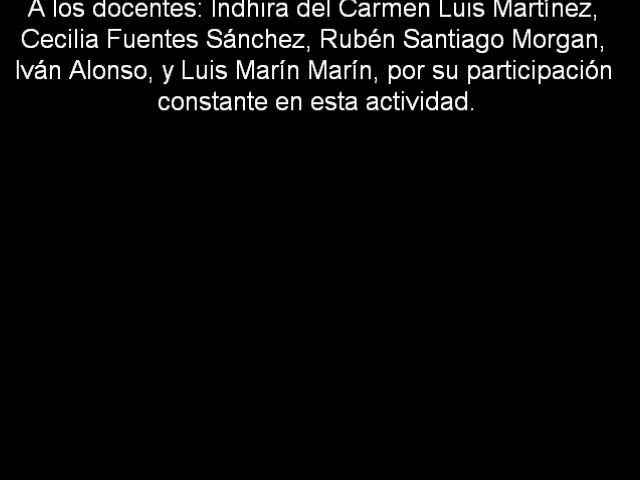 A los docentes: Indhira del Carmen Luis Martínez,
Cecilia Fuentes Sánchez, Rubén Santiago Morgan,
Iván Alonso, y Luis Marín Marín, por su participación
constante en esta actividad.